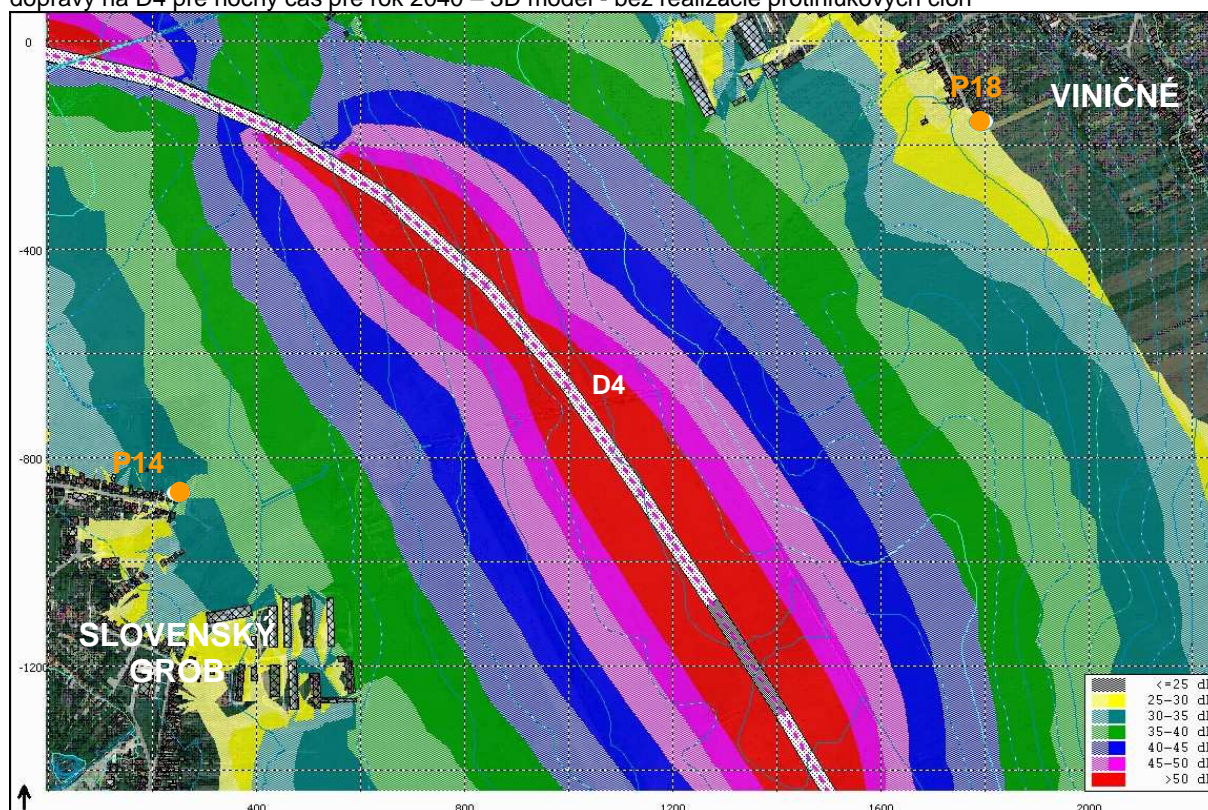 dopravy na D4 pre nočný čas pre rok 2040 – 3D model - bez realizácie protihlukových clôn
0
P18
VINIČNÉ
-400
D4
-800
P14
SLOVENSKÝ
GROB
-1200
<=25 dB
25-30 dB
30-35 dB
35-40 dB
40-45 dB
45-50 dB
>50 dB
400
800
1200
1600
2000